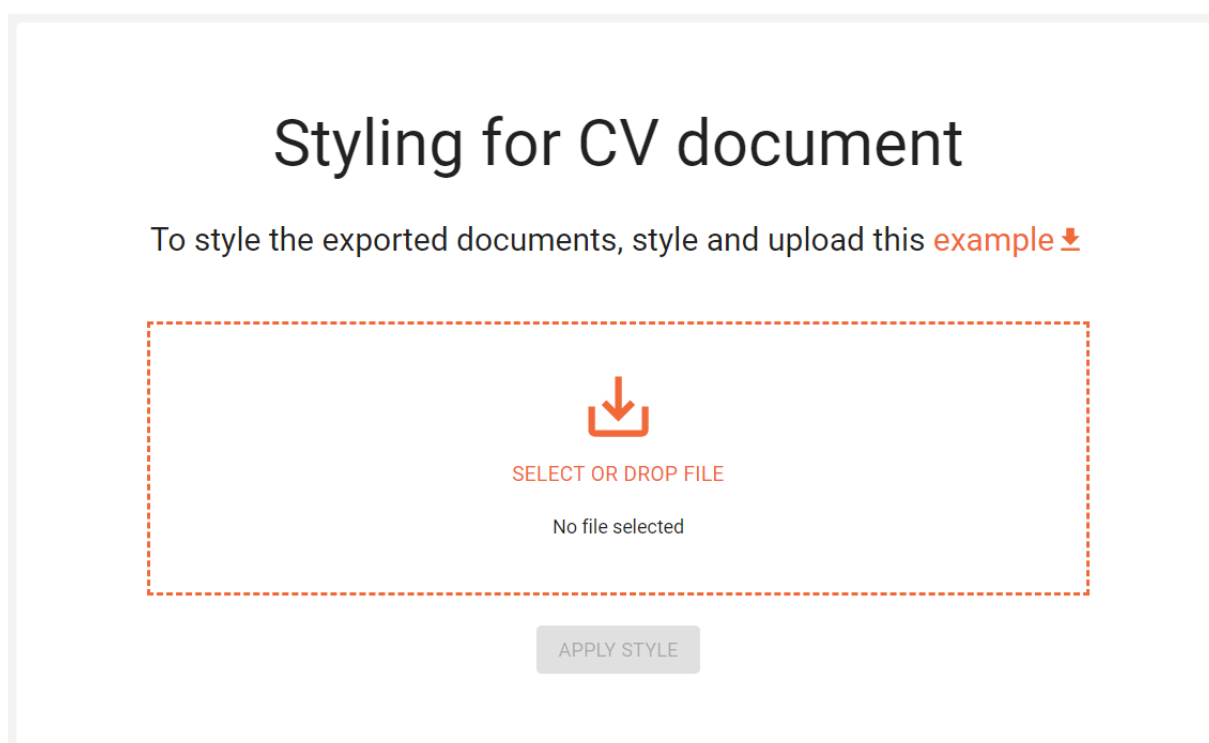 Styling for CV document
To style the exported documents, style and upload this example
SELECT OR DROP FILE
No file selected
APPLY STYLE